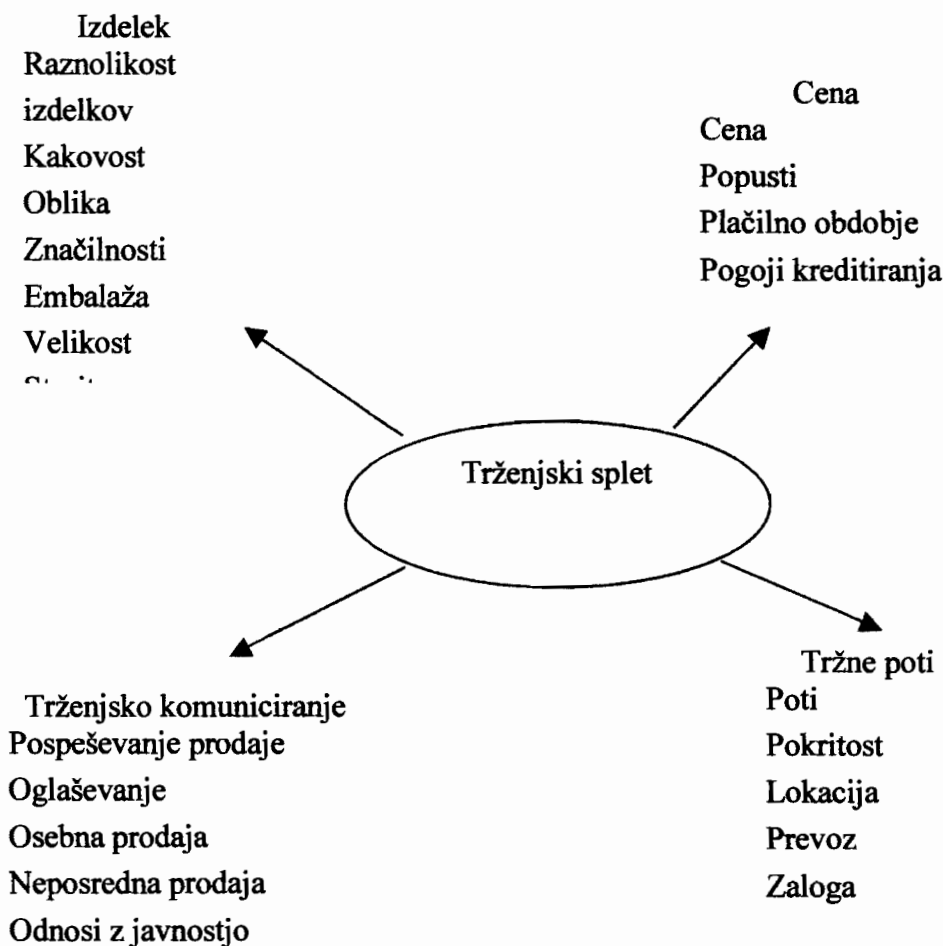 Izdelek
Raznolikost
izdelkov
Kakovost
Oblika
Značilnosti
Embalaža
Velikost
Cena
Cena
Popusti
Plačilno obdobje
Pogoji kreditiranja
Trženjski splet
Trženjsko komuniciranje
Pospeševanje prodaje
Oglaševanje
Osebna prodaja
Neposredna prodaja
Odnosi z javnostjo
Tržne poti
Poti
Pokritost
Lokacija
Prevoz
Zaloga